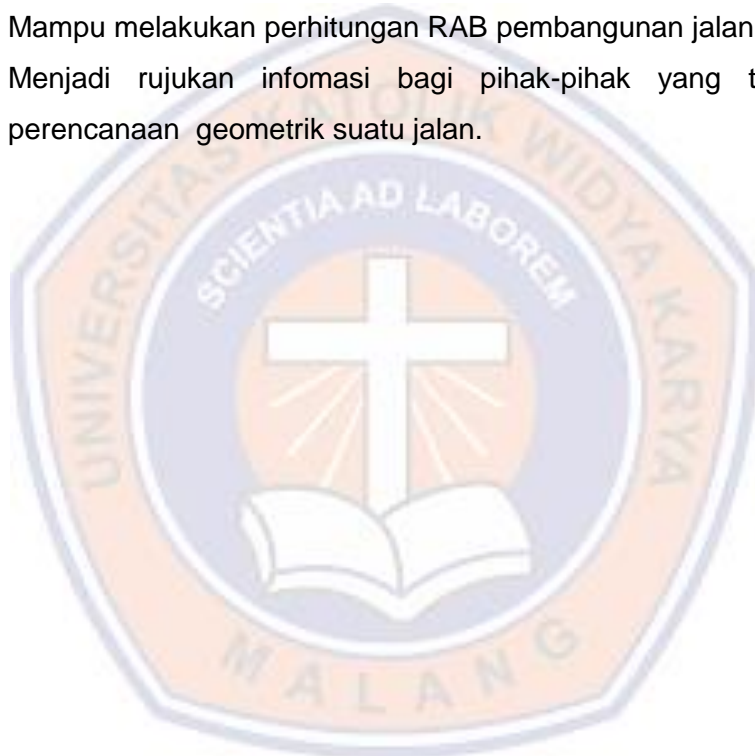 Mampu melakukan perhitungan RAB pembangunan jalan
Menjadi rujukan infomasi bagi pihak-pihak yang t
perencanaan geometrik suatu jalan.
UNIVERSITAS KATOLIK WIDYA KARYA
SCIENTIA AD LABOREM
MALANG